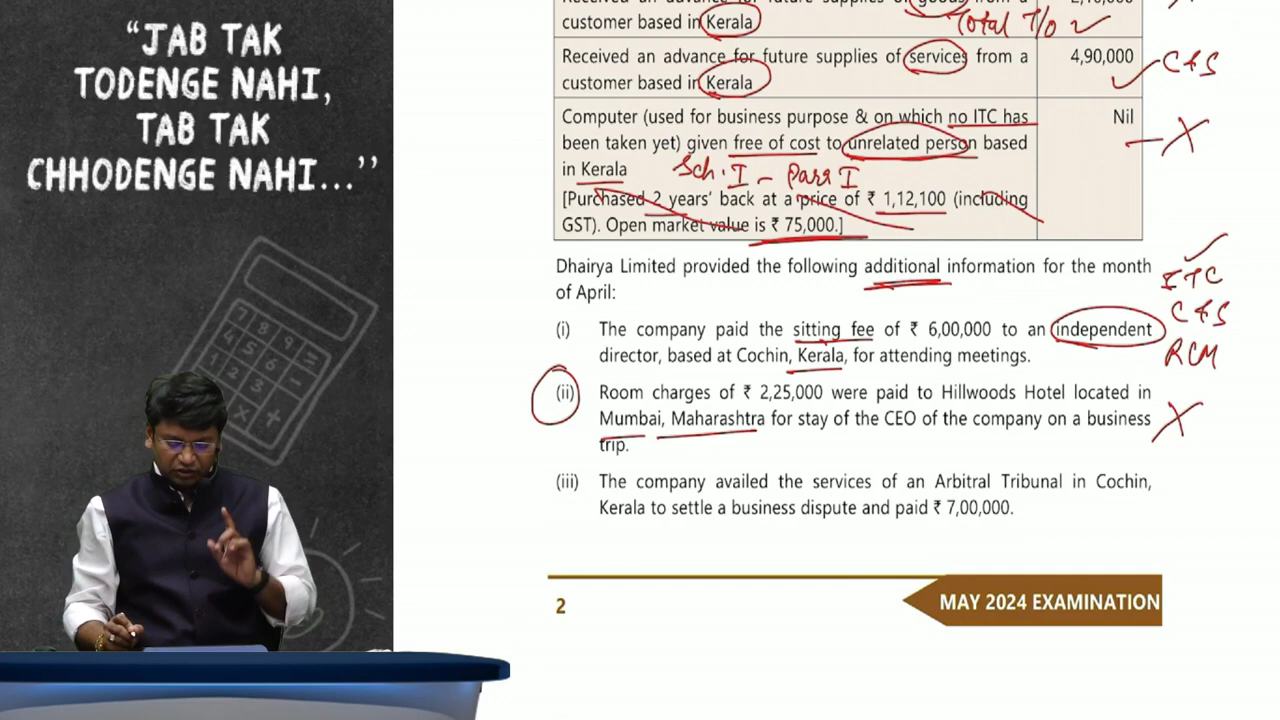 “JAB TAK
TODENGE NAHI,
TAB TAK
CHHODENGE NAHI...’’
customer based in Kerala
Total T/O
Received an advance for future supplies of services from a 4,90,000
C & S
customer based in Kerala
Computer (used for business purpose & on which no ITC has Nil
been taken yet) given free of cost to unrelated person based
in Kerala
Sch. I - Para I
[Purchased 2 years’ back at a price of ₹ 1,12,100 (including
GST). Open market value is ₹ 75,000.]
Dhairya Limited provided the following additional information for the month
of April:
ITC
C & S
RCM
(i) The company paid the sitting fee of ₹ 6,00,000 to an independent
director, based at Cochin, Kerala, for attending meetings.
(ii) Room charges of ₹ 2,25,000 were paid to Hillwoods Hotel located in
Mumbai, Maharashtra for stay of the CEO of the company on a business
trip.
(iii) The company availed the services of an Arbitral Tribunal in Cochin,
Kerala to settle a business dispute and paid ₹ 7,00,000.
2
MAY 2024 EXAMINATION